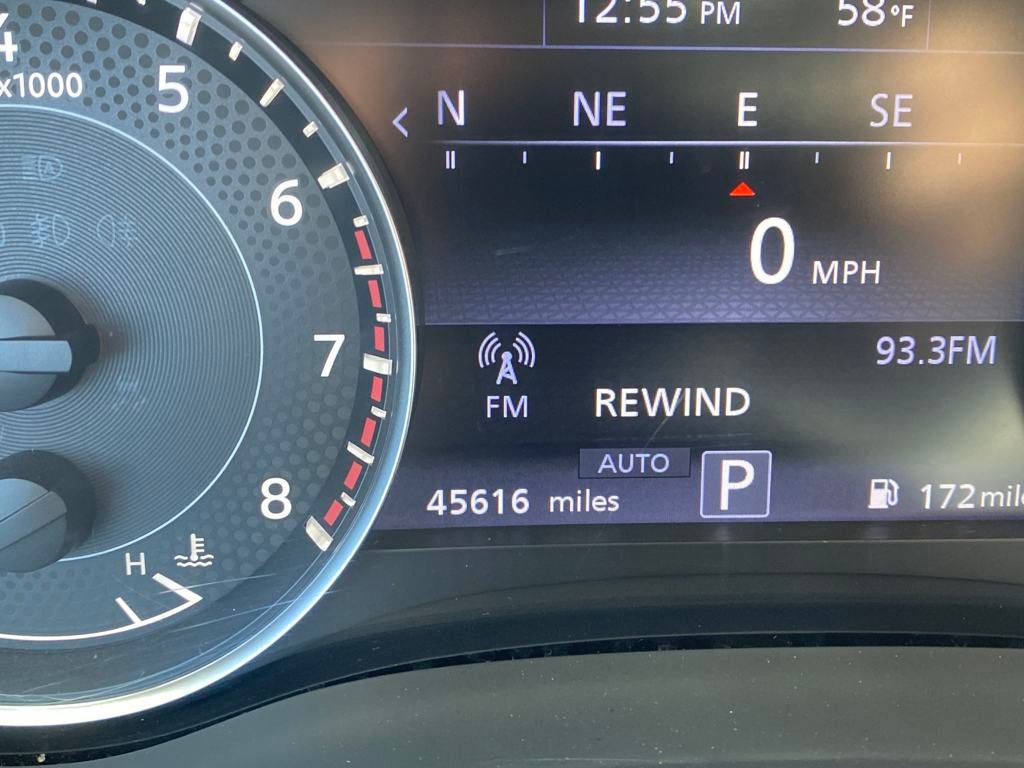 12:55 PM 58°F
4
x1000
5
6
7
8
H
< N NE E SE
0 MPH
93.3FM
FM
REWIND
AUTO
45616 miles
P
172